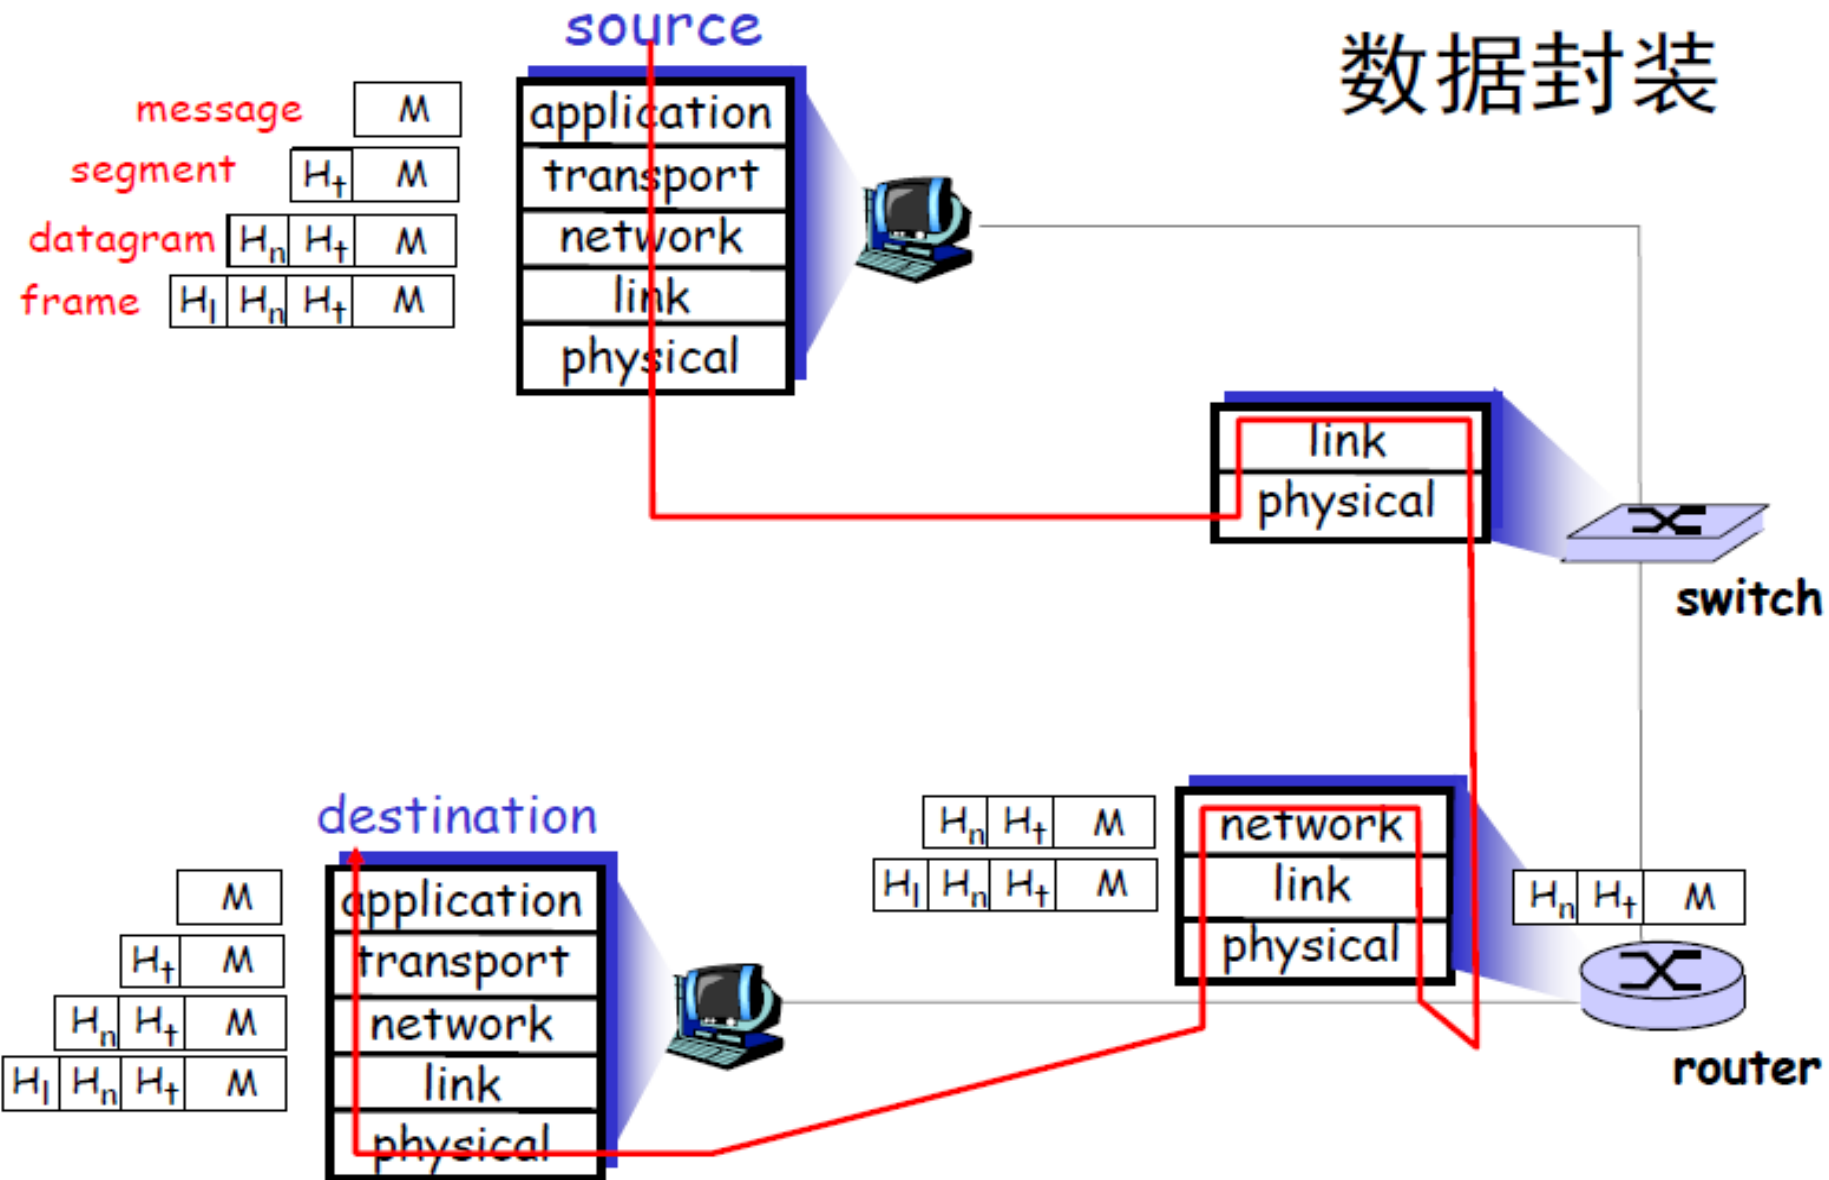 source
数据封装
message M
segment Ht M
datagram Hn Ht M
frame Hl Hn Ht M
application
transport
network
link
physical
link
physical
switch
destination
M
Ht M
Hn Ht M
Hl Hn Ht M
application
transport
network
link
physical
Hn Ht M
Hl Hn Ht M
network
link
physical
Hn Ht M
router